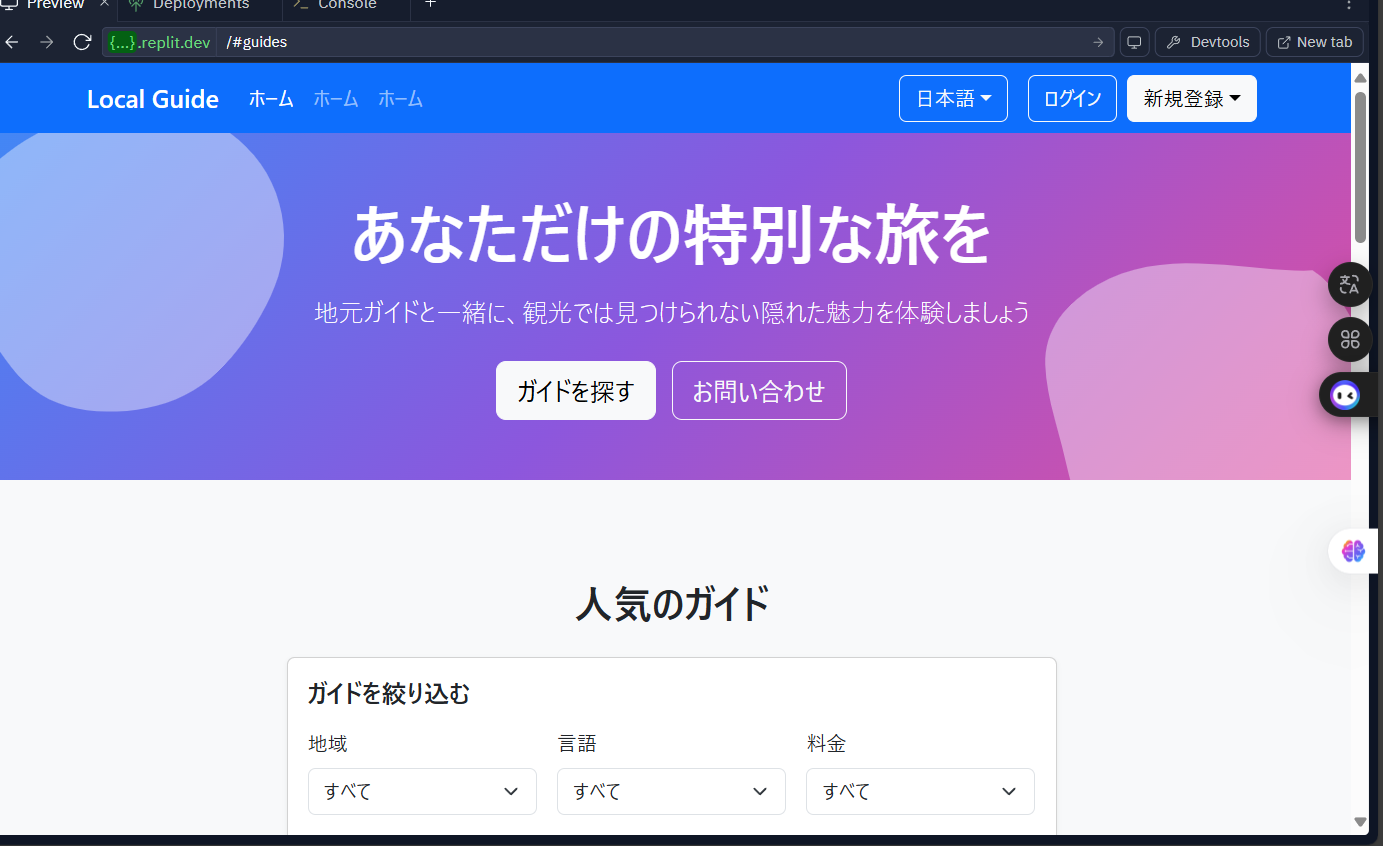 Preview × Deployments Console +
{...}.replit.dev /#guides Devtools New tab
Local Guide ホーム ホーム ホーム 日本語 ログイン 新規登録
あなただけの特別な旅を
地元ガイドと一緒に、観光では見つけられない隠れた魅力を体験しましょう
ガイドを探す お問い合わせ
人気のガイド
ガイドを絞り込む
地域 言語 料金
すべて すべて すべて